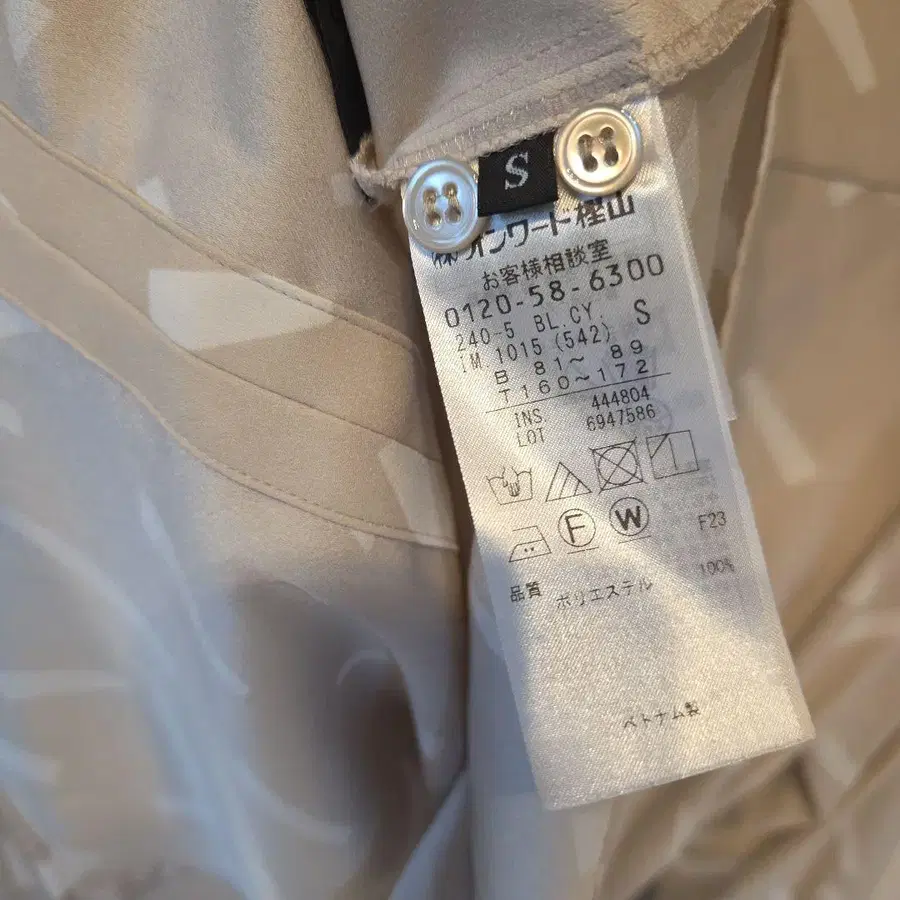 S
㈱オンワード樫山
お客様相談室
0120-58-6300
240-5 BL.CY. S
IM 1015 (542)
B 81～ 89
T 160～172
INS. 444804
LOT 6947586
F W
F23
品質 ポリエステル 100%
ベトナム製